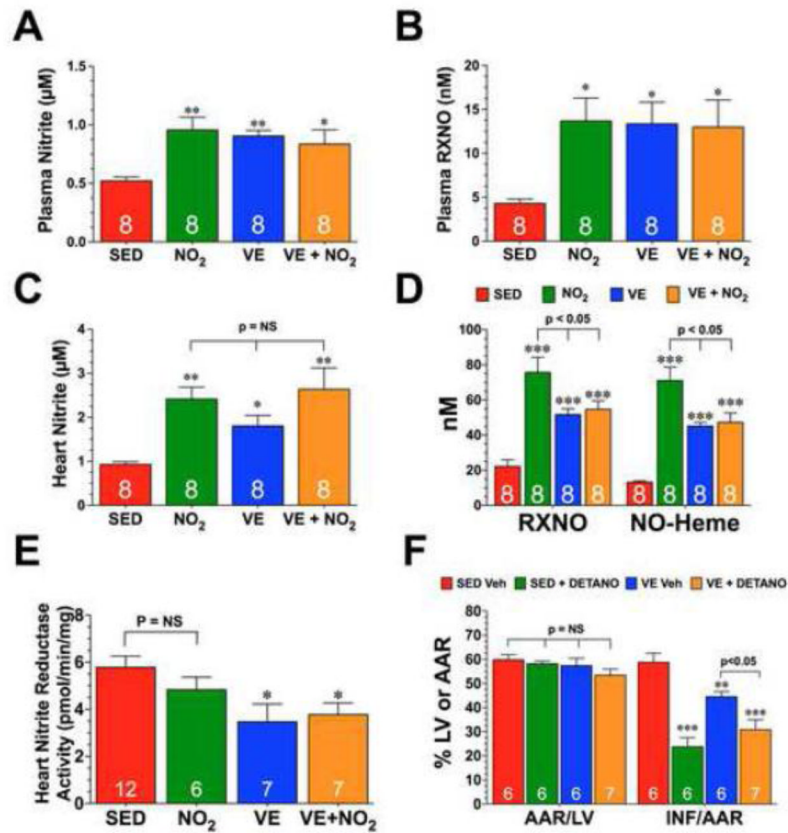 A
Plasma Nitrite (μM)
1.5
1.0
0.5
0.0
** ** *
8 8 8 8
SED NO₂ VE VE + NO₂
B
Plasma RXNO (nM)
20
15
10
5
0
* * *
8 8 8 8
SED NO₂ VE VE + NO₂
C
Heart Nitrite (μM)
4
3
2
1
0
p = NS
** * **
8 8 8 8
SED NO₂ VE VE + NO₂
D
SED NO₂ VE VE + NO₂
nM
100
80
60
40
20
0
p < 0.05 p < 0.05
*** *** *** *** *** ***
8 8 8 8 8 8 8 8
RXNO NO-Heme
E
Heart Nitrite Reductase
Activity (pmol/min/mg)
8
6
4
2
0
P = NS
* *
12 6 7 7
SED NO₂ VE VE+NO₂
F
SED Veh SED + DETANO VE Veh VE + DETANO
% LV or AAR
80
70
60
50
40
30
20
10
0
p = NS
p<0.05
*** ** ***
6 6 6 7 6 6 6 7
AAR/LV INF/AAR